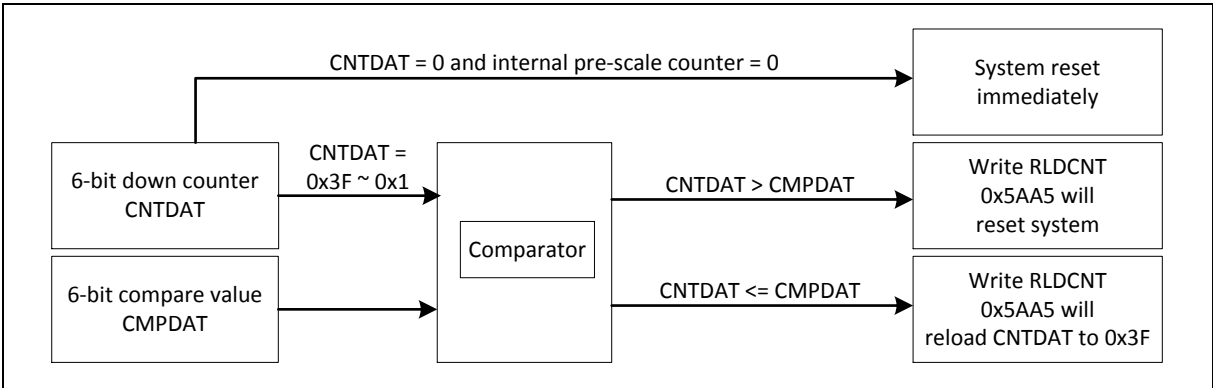 CNTDAT = 0 and internal pre-scale counter = 0
System reset
immediately
6-bit down counter
CNTDAT
CNTDAT =
0x3F ~ 0x1
Comparator
CNTDAT > CMPDAT
Write RLDCNT
0x5AA5 will
reset system
6-bit compare value
CMPDAT
CNTDAT <= CMPDAT
Write RLDCNT
0x5AA5 will
reload CNTDAT to 0x3F